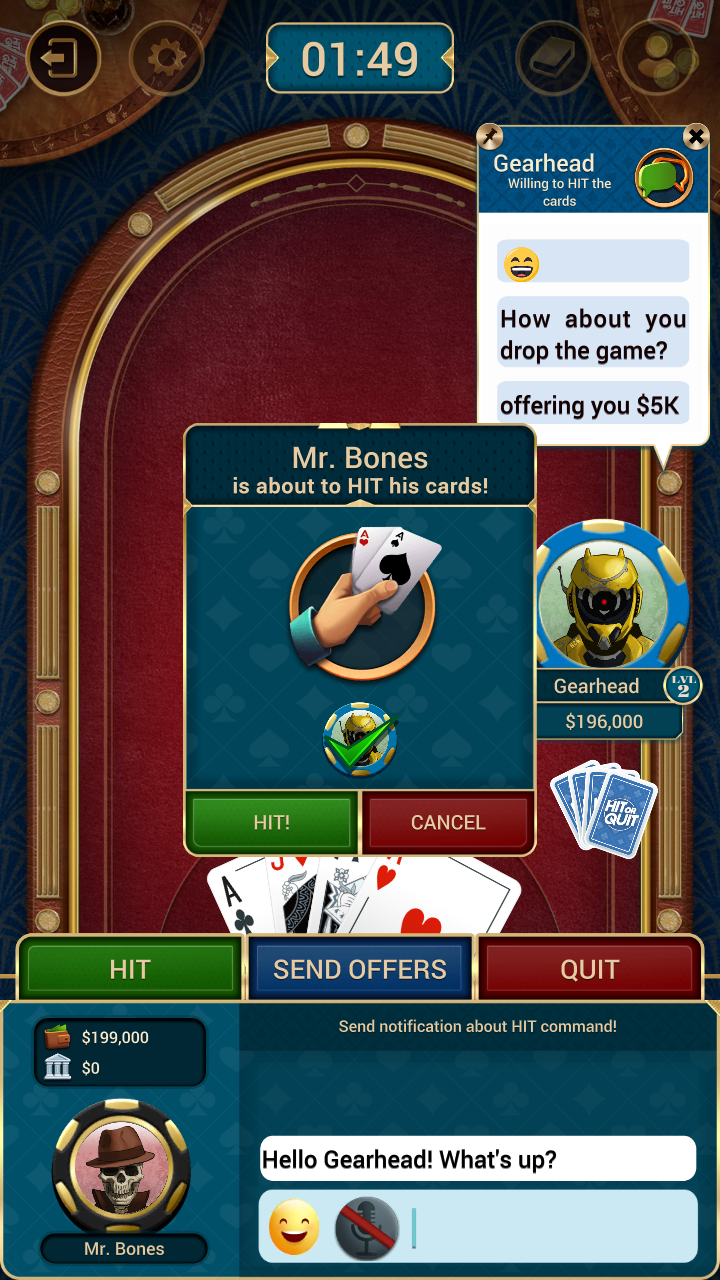 01:49
Gearhead
Willing to HIT the
cards
How about you
drop the game?
offering you $5K
Mr. Bones
is about to HIT his cards!
A
A
HIT!
CANCEL
Gearhead
LVL
2
$196,000
HIT OR
QUIT
A
J
HIT
SEND OFFERS
QUIT
$199,000
$0
Send notification about HIT command!
Hello Gearhead! What's up?
Mr. Bones